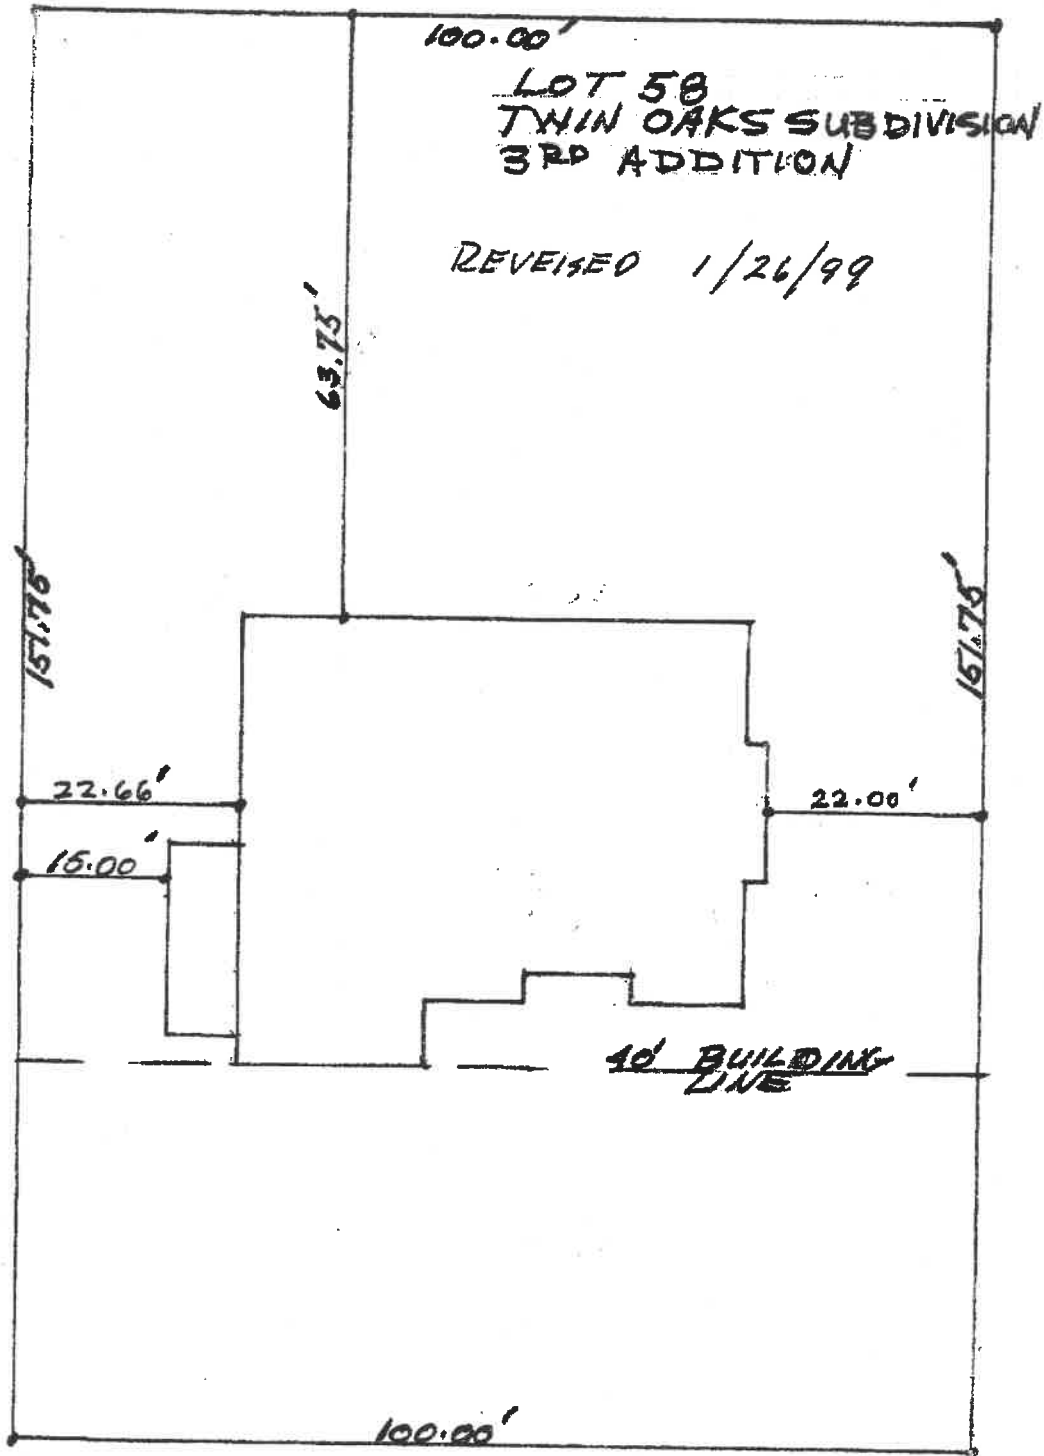 100.00'
LOT 58
TWIN OAKS SUBDIVISION
3RD ADDITION
REVEISED 1/26/99
63.75'
151.75'
151.75'
22.66'
22.00'
15.00'
40' BUILDING
LINE
100.00'